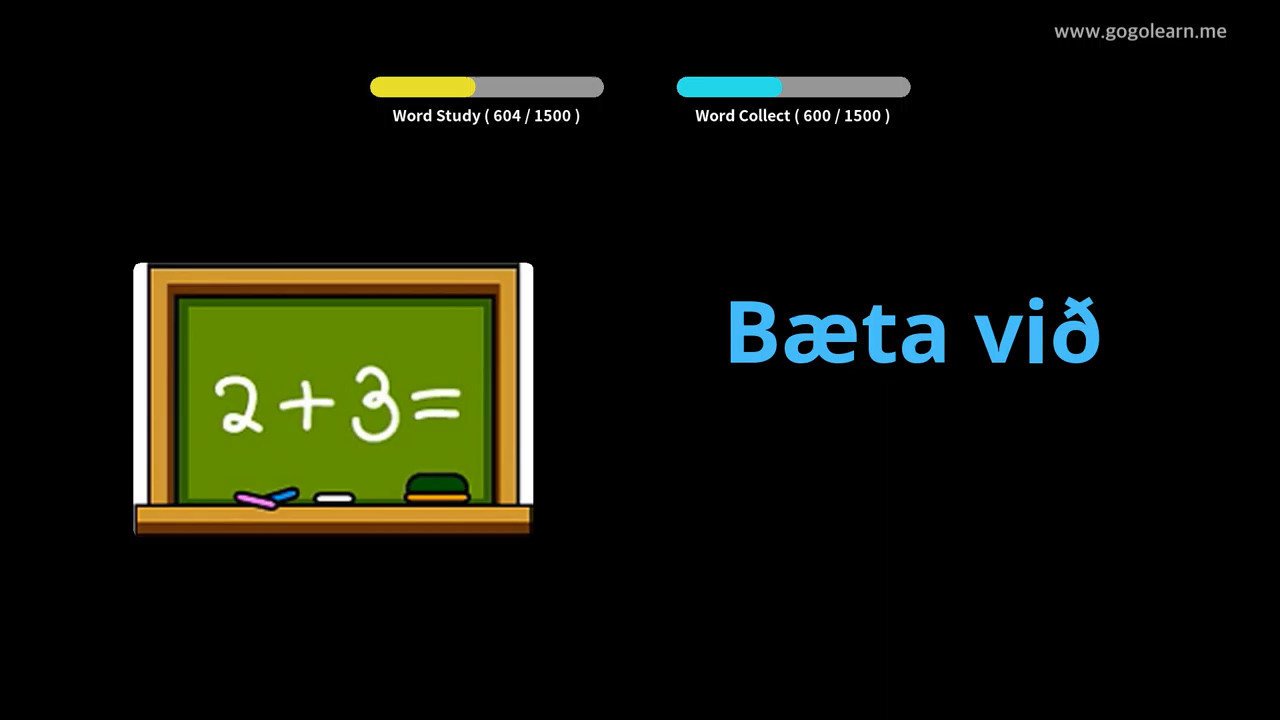 www.gogolearn.me
Word Study ( 604 / 1500 )
Word Collect ( 600 / 1500 )
Bæta við
2 + 3 =